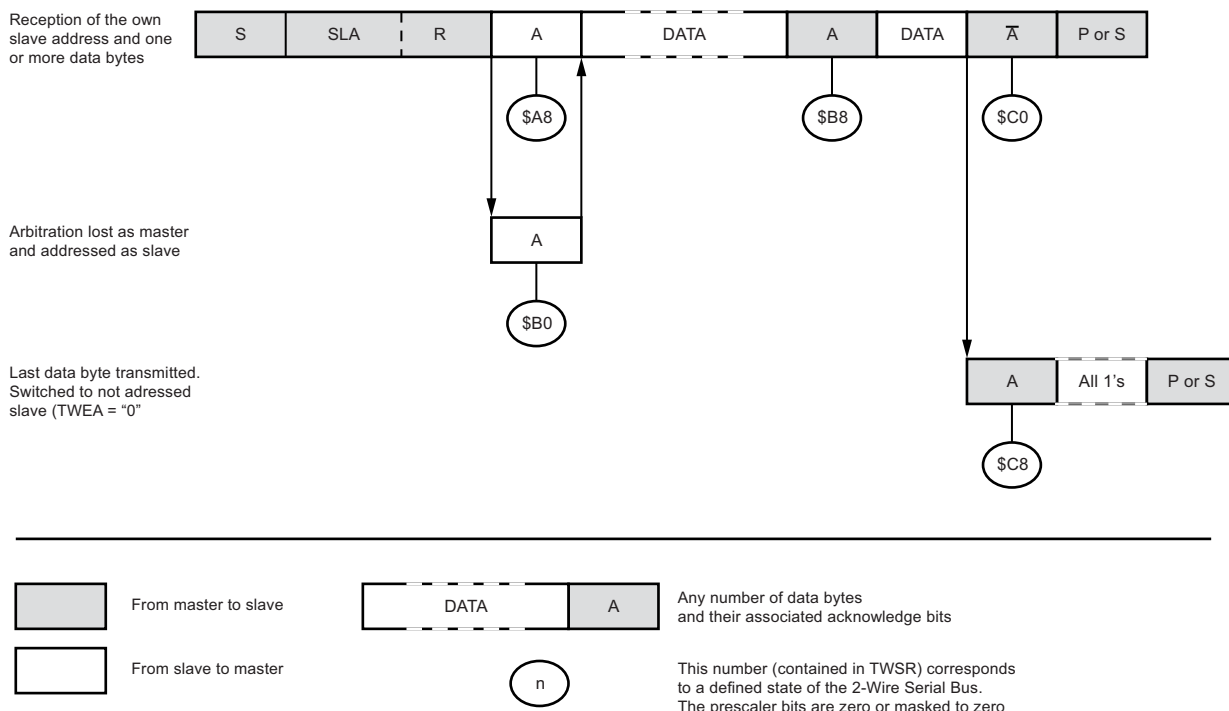 Reception of the own
slave address and one
or more data bytes
S SLA R A DATA A DATA A̅ P or S
$A8 $B8 $C0
Arbitration lost as master
and addressed as slave
A
$B0
Last data byte transmitted.
Switched to not adressed
slave (TWEA = “0”
A All 1's P or S
$C8
From master to slave
DATA A
Any number of data bytes
and their associated acknowledge bits
From slave to master
n
This number (contained in TWSR) corresponds
to a defined state of the 2-Wire Serial Bus.
The prescaler bits are zero or masked to zero